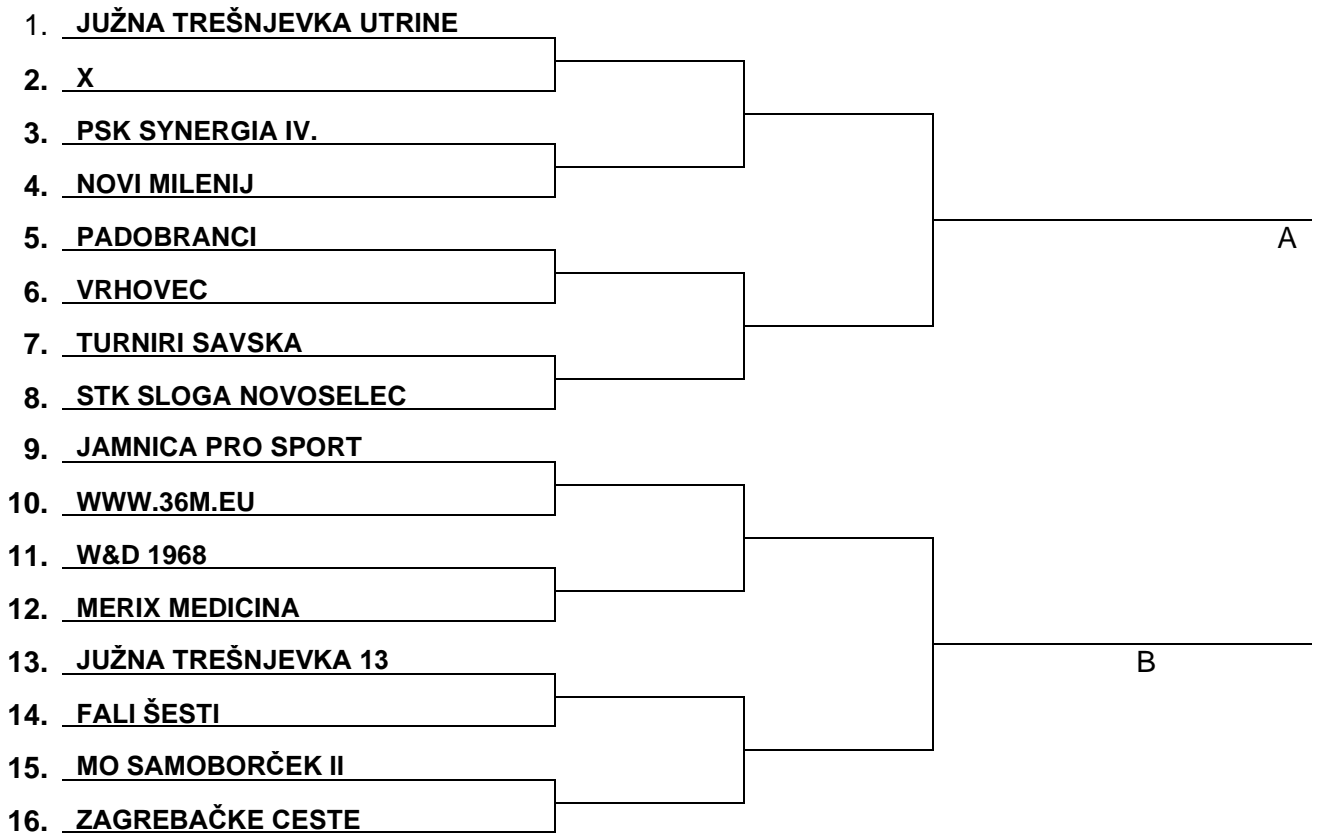 1. JUŽNA TREŠNJEVKA UTRINE
2. X
3. PSK SYNERGIA IV.
4. NOVI MILENIJ
5. PADOBRANCI
A
6. VRHOVEC
7. TURNIRI SAVSKA
8. STK SLOGA NOVOSELEC
9. JAMNICA PRO SPORT
10. WWW.36M.EU
11. W&D 1968
12. MERIX MEDICINA
13. JUŽNA TREŠNJEVKA 13
B
14. FALI ŠESTI
15. MO SAMOBORČEK II
16. ZAGREBAČKE CESTE